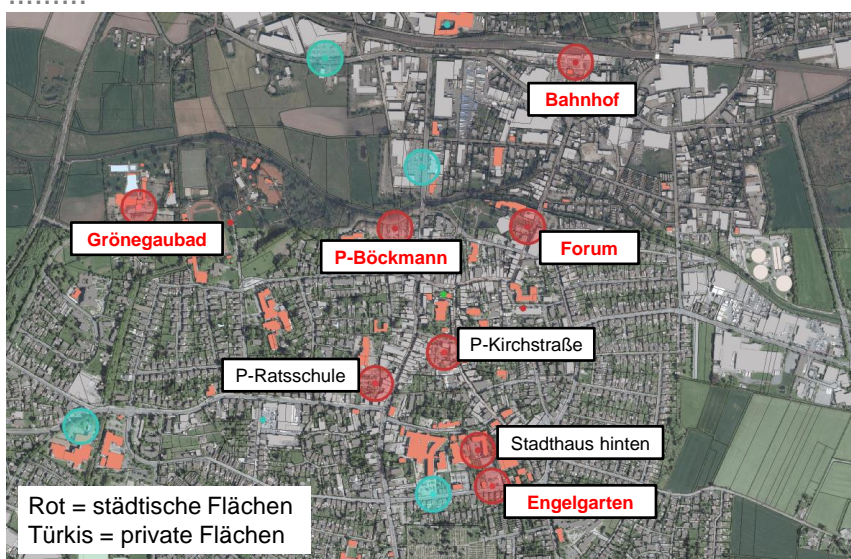 Bahnhof
Grönegaubad
P-Böckmann
Forum
P-Kirchstraße
P-Ratsschule
Stadthaus hinten
Engelgarten
Rot = städtische Flächen
Türkis = private Flächen